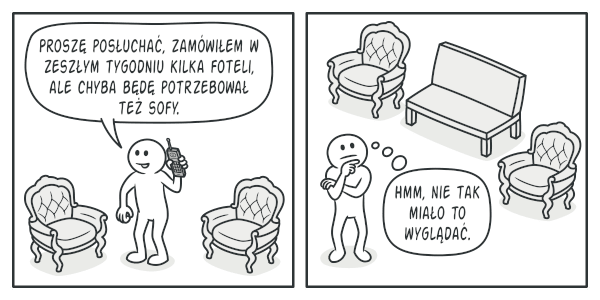 PROSZĘ POSŁUCHAĆ, ZAMÓWIŁEM W
ZESZŁYM TYGODNIU KILKA FOTELI,
ALE CHYBA BĘDĘ POTRZEBOWAŁ
TEŻ SOFY.
HMM, NIE TAK
MIAŁO TO
WYGLĄDAĆ.